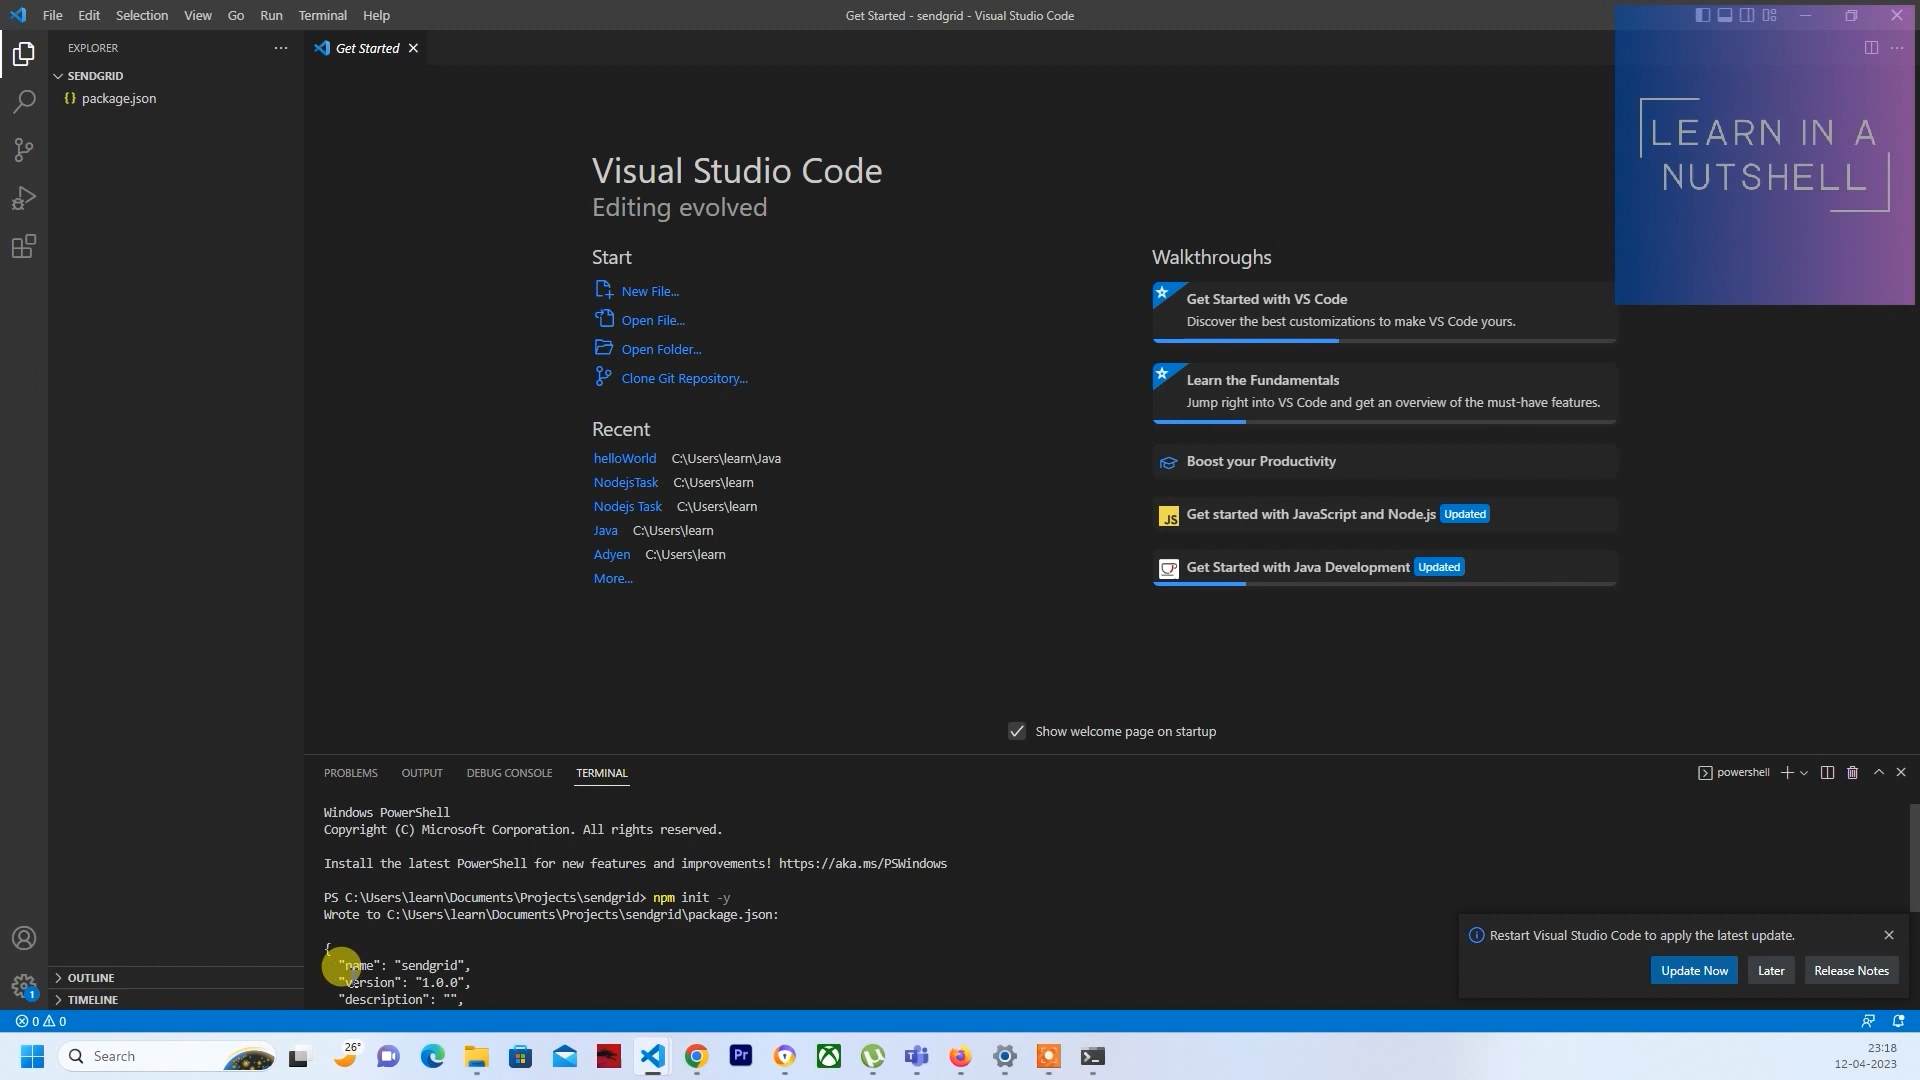 File Edit Selection View Go Run Terminal Help
Get Started - sendgrid - Visual Studio Code
EXPLORER
SENDGRID
{} package.json
OUTLINE
TIMELINE
Get Started
Visual Studio Code
Editing evolved
Start
New File...
Open File...
Open Folder...
Clone Git Repository...
Recent
helloWorld C:\Users\learn\Java
NodejsTask C:\Users\learn
Nodejs Task C:\Users\learn
Java C:\Users\learn
Adyen C:\Users\learn
More...
Walkthroughs
Get Started with VS Code
Discover the best customizations to make VS Code yours.
Learn the Fundamentals
Jump right into VS Code and get an overview of the must-have features.
Boost your Productivity
JS Get started with JavaScript and Node.js Updated
Get Started with Java Development Updated
Show welcome page on startup
LEARN IN A
NUTSHELL
PROBLEMS OUTPUT DEBUG CONSOLE TERMINAL
powershell
Windows PowerShell
Copyright (C) Microsoft Corporation. All rights reserved.
Install the latest PowerShell for new features and improvements! https://aka.ms/PSWindows
PS C:\Users\learn\Documents\Projects\sendgrid> npm init -y
Wrote to C:\Users\learn\Documents\Projects\sendgrid\package.json:
{
"name": "sendgrid",
"version": "1.0.0",
"description": "",
Restart Visual Studio Code to apply the latest update.
Update Now Later Release Notes
1
0 0
Search
26°
Pr
23:18
12-04-2023